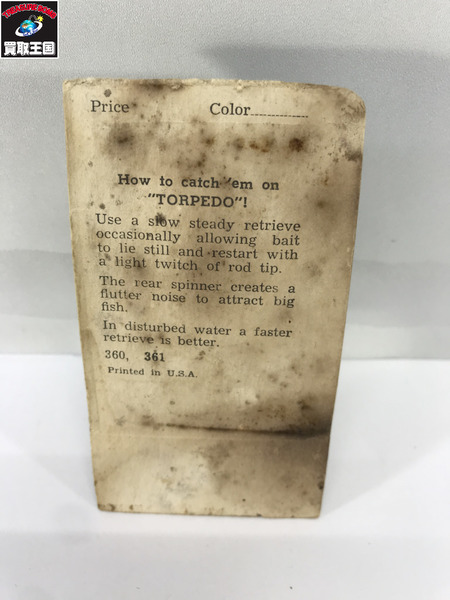 買取王国
Price Color
How to catch 'em on
"TORPEDO"!
Use a slow steady retrieve
occasionally allowing bait
to lie still and restart with
a light twitch of rod tip.
The rear spinner creates a
flutter noise to attract big
fish.
In disturbed water a faster
retrieve is better.
360, 361
Printed in U.S.A.